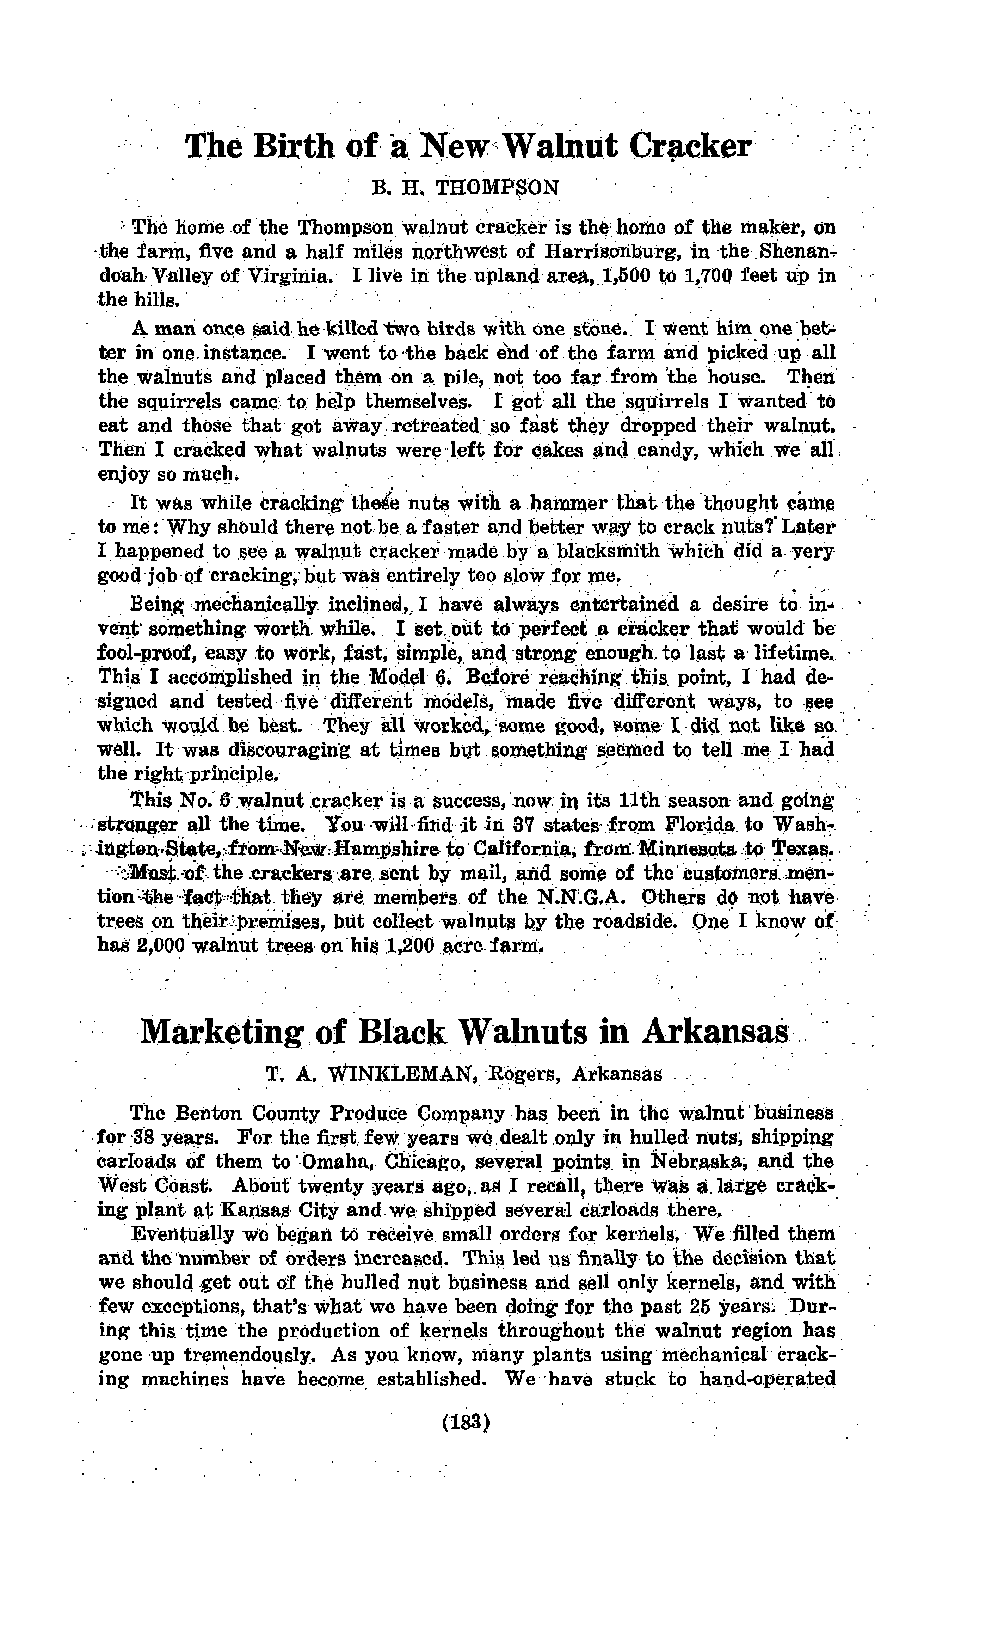 The Birth of a New Walnut Cracker
B. H. THOMPSON
The home of the Thompson walnut cracker is the home of the maker, on
the farm, five and a half miles northwest of Harrisonburg, in the Shenan-
doah Valley of Virginia. I live in the upland area, 1,500 to 1,700 feet up in
the hills.
A man once said he killed two birds with one stone. I went him one bet-
ter in one instance. I went to the back end of the farm and picked up all
the walnuts and placed them on a pile, not too far from the house. Then
the squirrels came to help themselves. I got all the squirrels I wanted to
eat and those that got away retreated so fast they dropped their walnut.
Then I cracked what walnuts were left for cakes and candy, which we all
enjoy so much.
It was while cracking these nuts with a hammer that the thought came
to me: Why should there not be a faster and better way to crack nuts? Later
I happened to see a walnut cracker made by a blacksmith which did a very
good job of cracking, but was entirely too slow for me.
Being mechanically inclined, I have always entertained a desire to in-
vent something worth while. I set out to perfect a cracker that would be
fool-proof, easy to work, fast, simple, and strong enough to last a lifetime.
This I accomplished in the Model 6. Before reaching this point, I had de-
signed and tested five different models, made five different ways, to see
which would be best. They all worked, some good, some I did not like so
well. It was discouraging at times but something seemed to tell me I had
the right principle.
This No. 6 walnut cracker is a success, now in its 11th season and going
stronger all the time. You will find it in 37 states from Florida to Wash-
ington State, from New Hampshire to California, from Minnesota to Texas.
Most of the crackers are sent by mail, and some of the customers men-
tion the fact that they are members of the N.N.G.A. Others do not have
trees on their premises, but collect walnuts by the roadside. One I know of
has 2,000 walnut trees on his 1,200 acre farm.
Marketing of Black Walnuts in Arkansas
T. A. WINKLEMAN, Rogers, Arkansas
The Benton County Produce Company has been in the walnut business
for 38 years. For the first few years we dealt only in hulled nuts, shipping
carloads of them to Omaha, Chicago, several points in Nebraska, and the
West Coast. About twenty years ago, as I recall, there was a large crack-
ing plant at Kansas City and we shipped several carloads there.
Eventually we began to receive small orders for kernels. We filled them
and the number of orders increased. This led us finally to the decision that
we should get out of the hulled nut business and sell only kernels, and with
few exceptions, that's what we have been doing for the past 25 years. Dur-
ing this time the production of kernels throughout the walnut region has
gone up tremendously. As you know, many plants using mechanical crack-
ing machines have become established. We have stuck to hand-operated
(183)